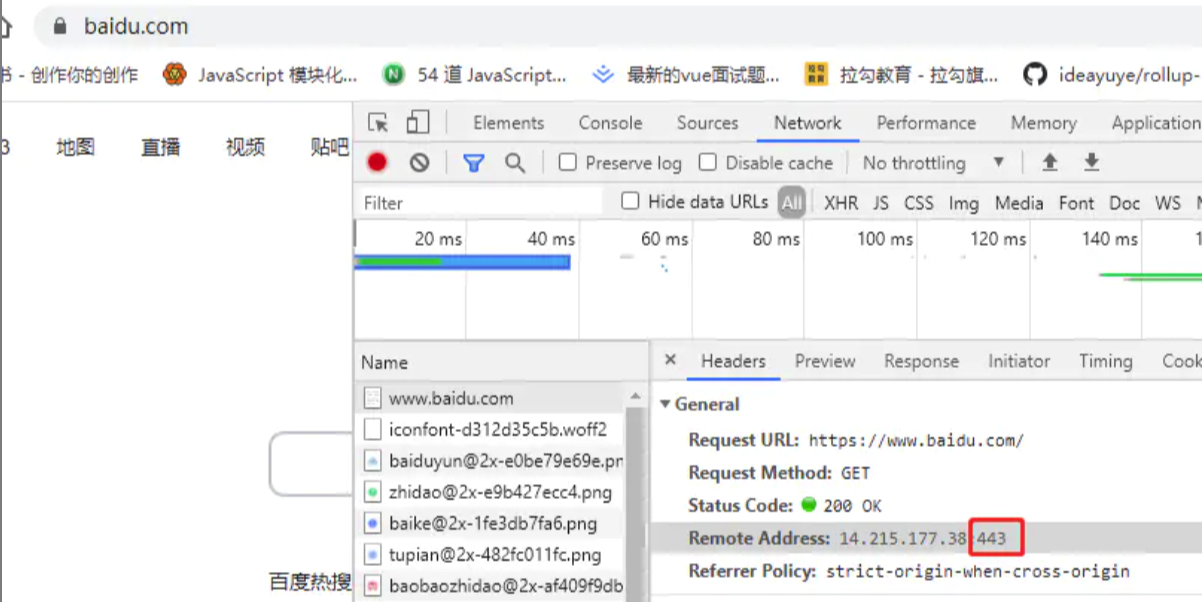 baidu.com
书 - 创作你的创作 JavaScript 模块化... 54 道 JavaScript... 最新的vue面试题... 拉勾教育 - 拉勾旗... ideayuye/rollup-
3 地图 直播 视频 贴吧
Elements Console Sources Network Performance Memory Application
Preserve log Disable cache No throttling
Filter Hide data URLs All XHR JS CSS Img Media Font Doc WS
20 ms 40 ms 60 ms 80 ms 100 ms 120 ms 140 ms
Name
www.baidu.com
iconfont-d312d35c5b.woff2
baiduyun@2x-e0be79e69e.pn
zhidao@2x-e9b427ecc4.png
baike@2x-1fe3db7fa6.png
tupian@2x-482fc011fc.png
baobaozhidao@2x-af409f9db
× Headers Preview Response Initiator Timing Cook
General
Request URL: https://www.baidu.com/
Request Method: GET
Status Code: 200 OK
Remote Address: 14.215.177.38:443
Referrer Policy: strict-origin-when-cross-origin
百度热搜